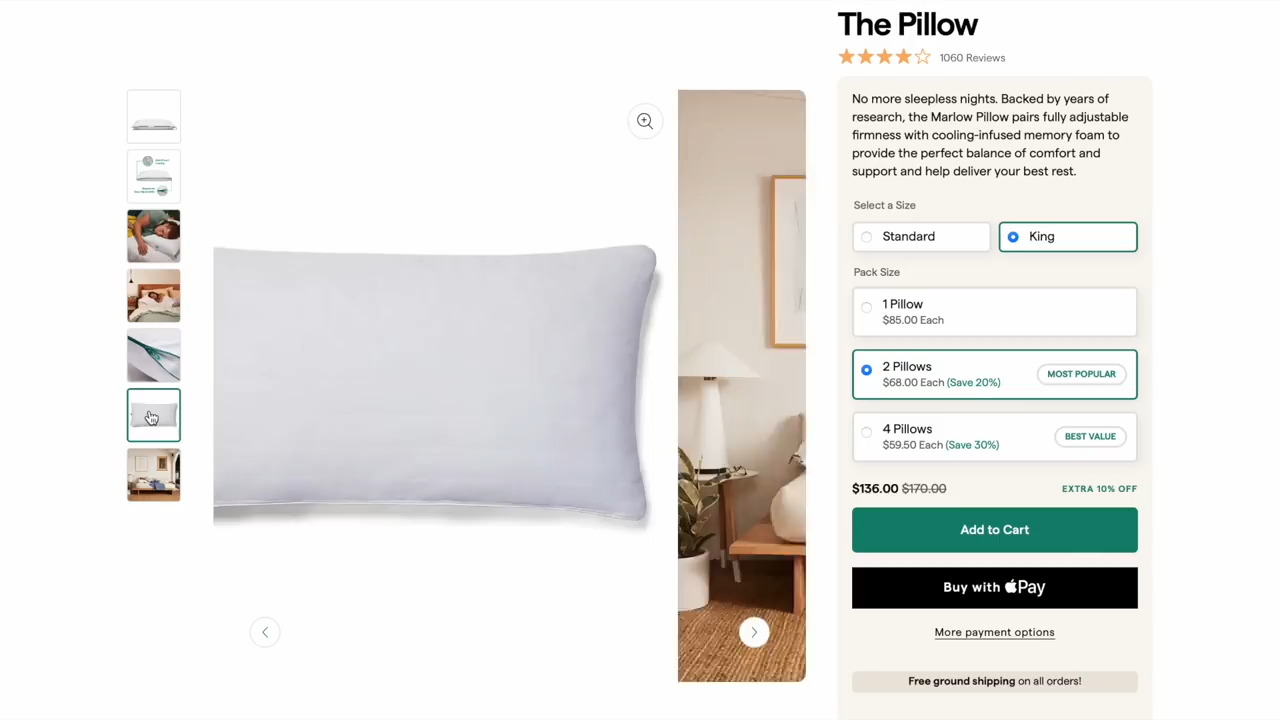 The Pillow
1060 Reviews
No more sleepless nights. Backed by years of
research, the Marlow Pillow pairs fully adjustable
firmness with cooling-infused memory foam to
provide the perfect balance of comfort and
support and help deliver your best rest.
Select a Size
Standard
King
Pack Size
1 Pillow
$85.00 Each
2 Pillows
$68.00 Each (Save 20%)
MOST POPULAR
4 Pillows
$59.50 Each (Save 30%)
BEST VALUE
$136.00 $170.00
EXTRA 10% OFF
Add to Cart
Buy with Pay
More payment options
Free ground shipping on all orders!